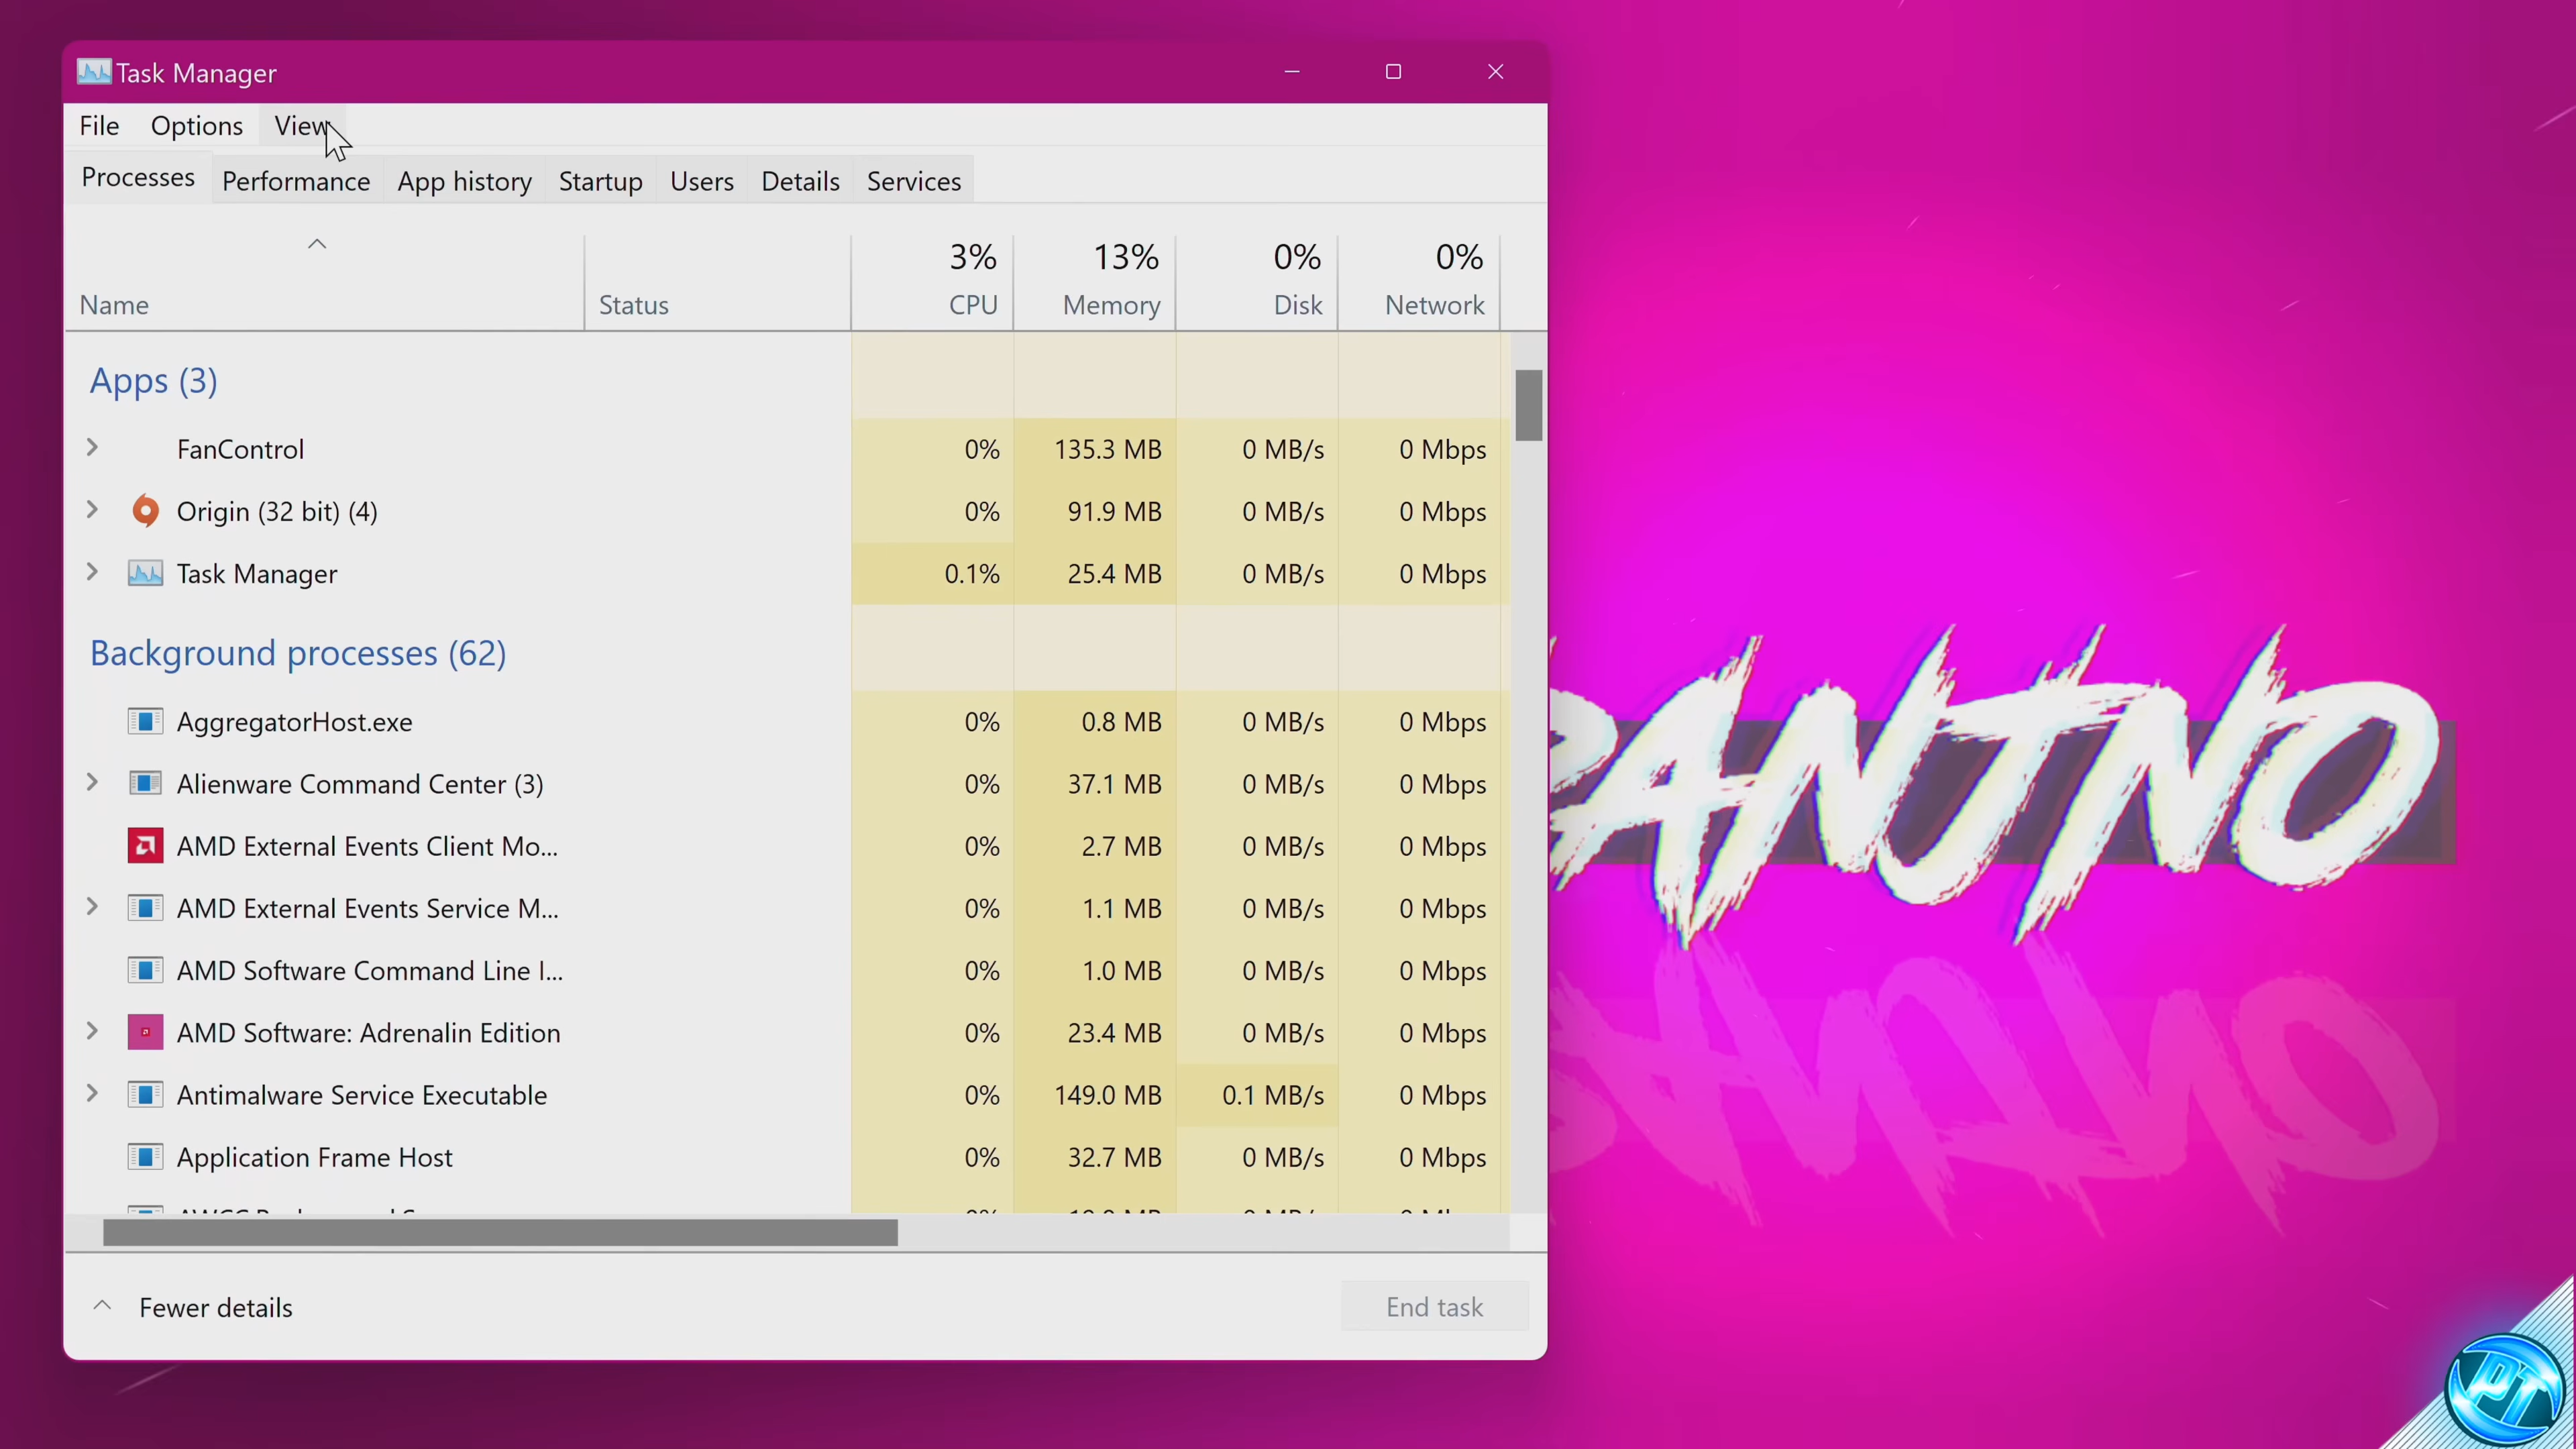 Task Manager
File Options View
Processes Performance App history Startup Users Details Services
3% 13% 0% 0%
Name Status CPU Memory Disk Network
Apps (3)
FanControl 0% 135.3 MB 0 MB/s 0 Mbps
Origin (32 bit) (4) 0% 91.9 MB 0 MB/s 0 Mbps
Task Manager 0.1% 25.4 MB 0 MB/s 0 Mbps
Background processes (62)
AggregatorHost.exe 0% 0.8 MB 0 MB/s 0 Mbps
Alienware Command Center (3) 0% 37.1 MB 0 MB/s 0 Mbps
AMD External Events Client Mo... 0% 2.7 MB 0 MB/s 0 Mbps
AMD External Events Service M... 0% 1.1 MB 0 MB/s 0 Mbps
AMD Software Command Line I... 0% 1.0 MB 0 MB/s 0 Mbps
AMD Software: Adrenalin Edition 0% 23.4 MB 0 MB/s 0 Mbps
Antimalware Service Executable 0% 149.0 MB 0.1 MB/s 0 Mbps
Application Frame Host 0% 32.7 MB 0 MB/s 0 Mbps
Fewer details End task
PANJNO
PT